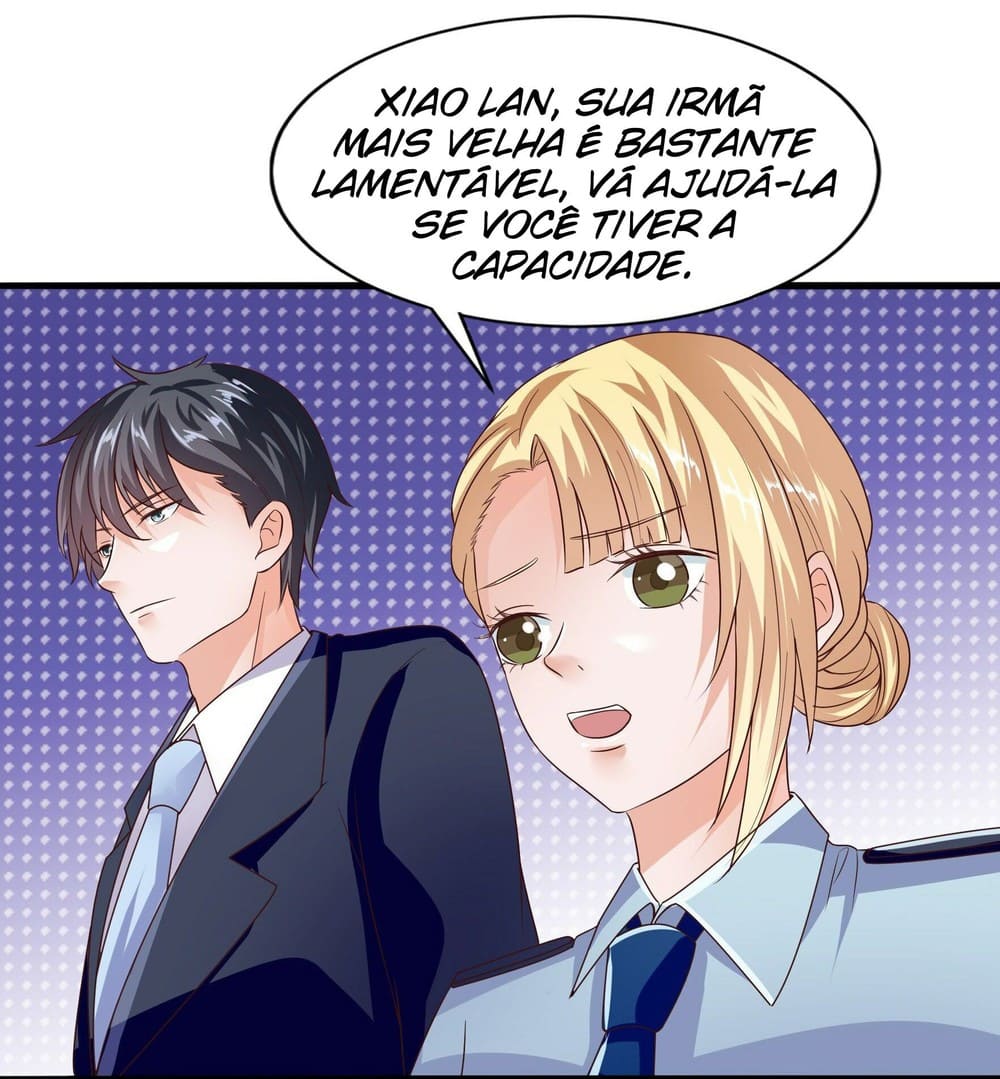 XIAO LAN, SUA IRMÃ
MAIS VELHA É BASTANTE
LAMENTÁVEL, VÁ AJUDÁ-LA
SE VOCÊ TIVER A
CAPACIDADE.